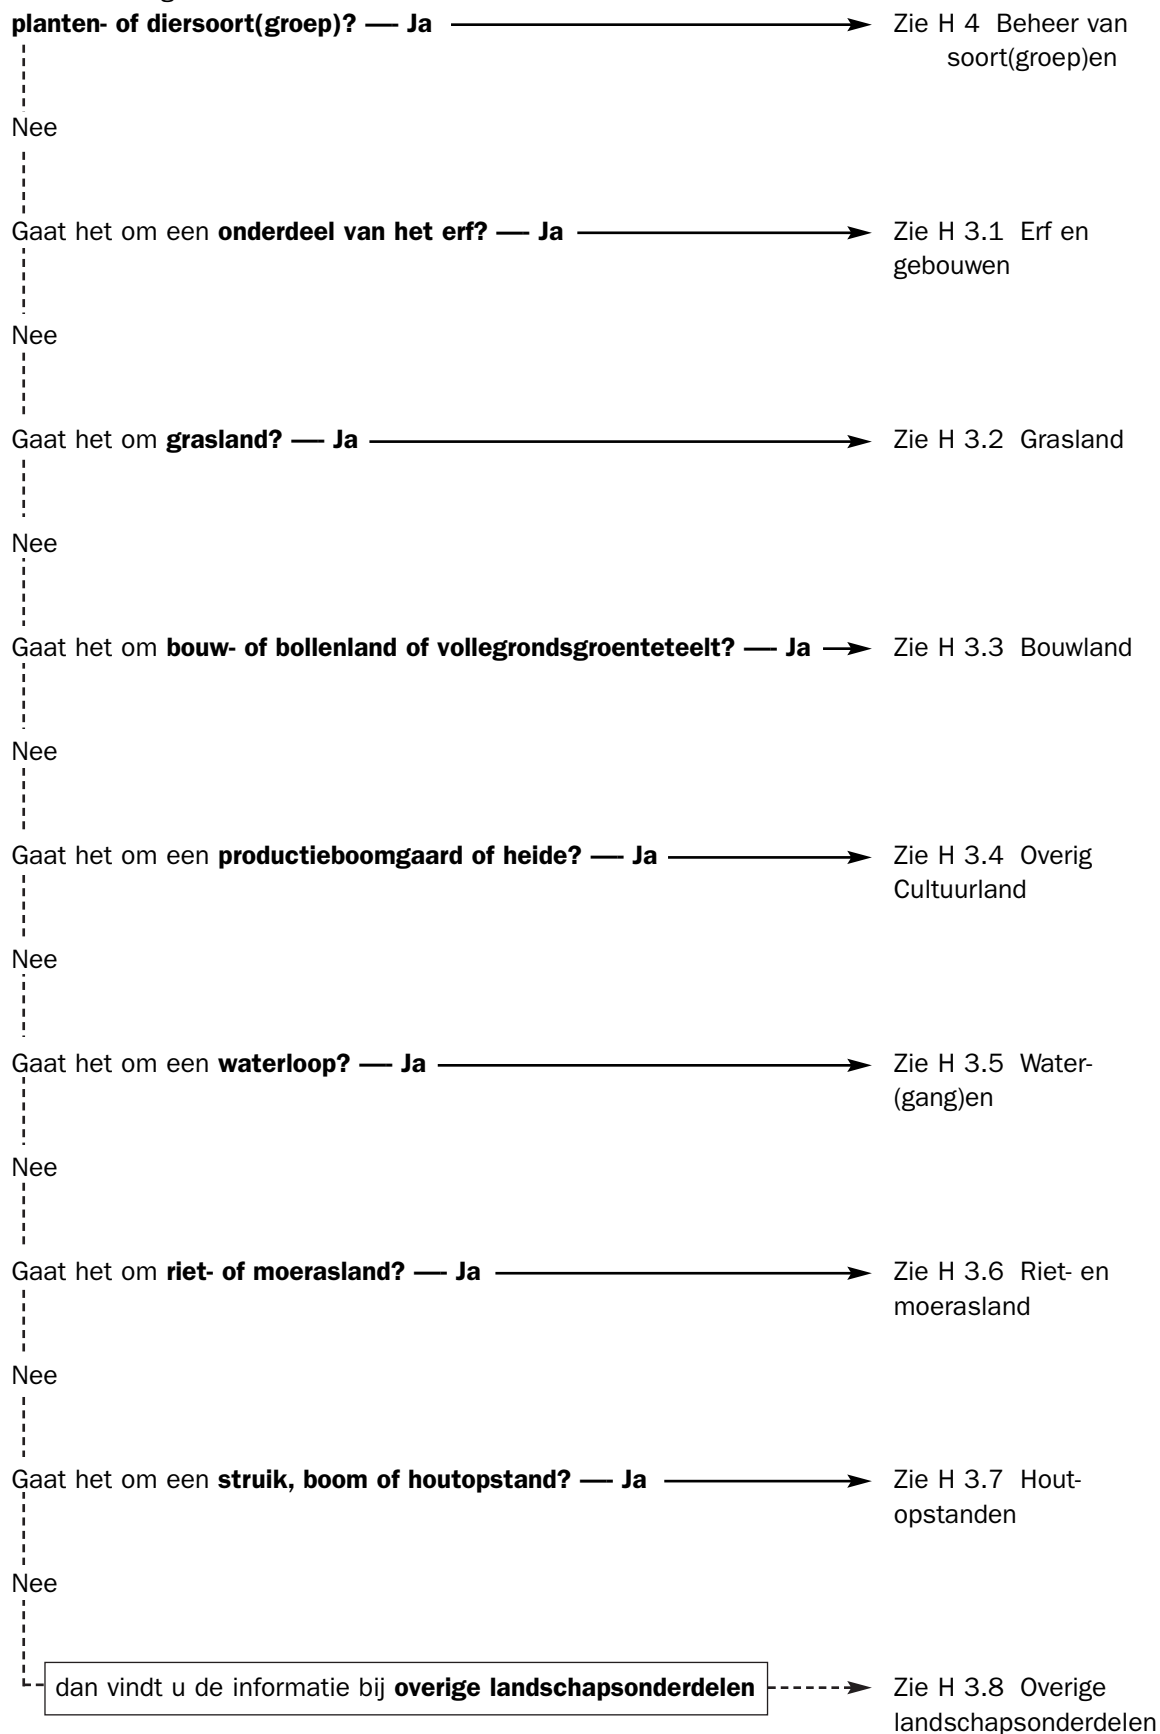 planten- of diersoort(groep)? — Ja Zie H 4 Beheer van
soort(groep)en
Nee
Gaat het om een onderdeel van het erf? — Ja Zie H 3.1 Erf en
gebouwen
Nee
Gaat het om grasland? — Ja Zie H 3.2 Grasland
Nee
Gaat het om bouw- of bollenland of vollegrondsgroenteteelt? — Ja Zie H 3.3 Bouwland
Nee
Gaat het om een productieboomgaard of heide? — Ja Zie H 3.4 Overig
Cultuurland
Nee
Gaat het om een waterloop? — Ja Zie H 3.5 Water-
(gang)en
Nee
Gaat het om riet- of moerasland? — Ja Zie H 3.6 Riet- en
moerasland
Nee
Gaat het om een struik, boom of houtopstand? — Ja Zie H 3.7 Hout-
opstanden
Nee
dan vindt u de informatie bij overige landschapsonderdelen Zie H 3.8 Overige
landschapsonderdelen